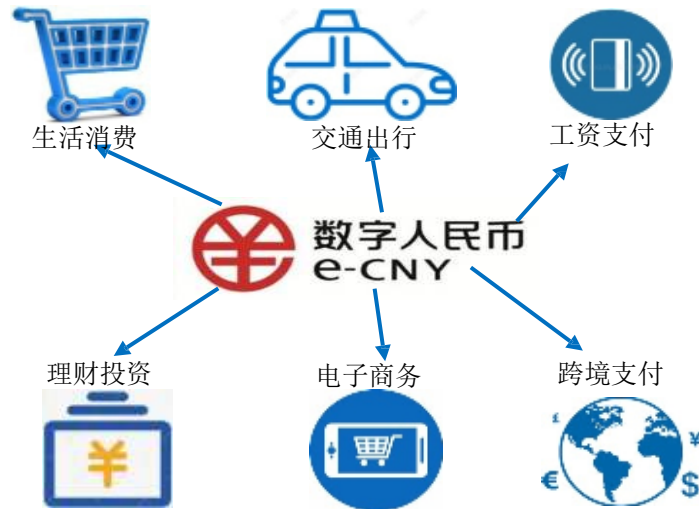 生活消费
交通出行
工资支付
数字人民币
e-CNY
理财投资
电子商务
跨境支付
¥
£
¥
€
$